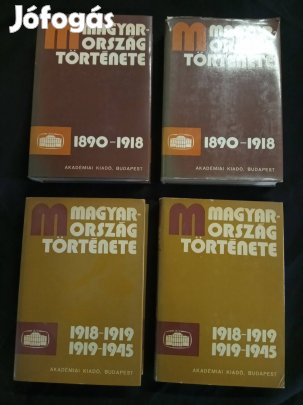 Jófogás
MAGYAR-
ORSZÁG
TÖRTÉNETE
1890-1918
AKADÉMIAI KIADÓ, BUDAPEST
MAGYAR-
ORSZÁG
TÖRTÉNETE
1890-1918
AKADÉMIAI KIADÓ, BUDAPEST
MAGYAR-
ORSZÁG
TÖRTÉNETE
1918-1919
1919-1945
AKADÉMIAI KIADÓ, BUDAPEST
MAGYAR-
ORSZÁG
TÖRTÉNETE
1918-1919
1919-1945
AKADÉMIAI KIADÓ, BUDAPEST